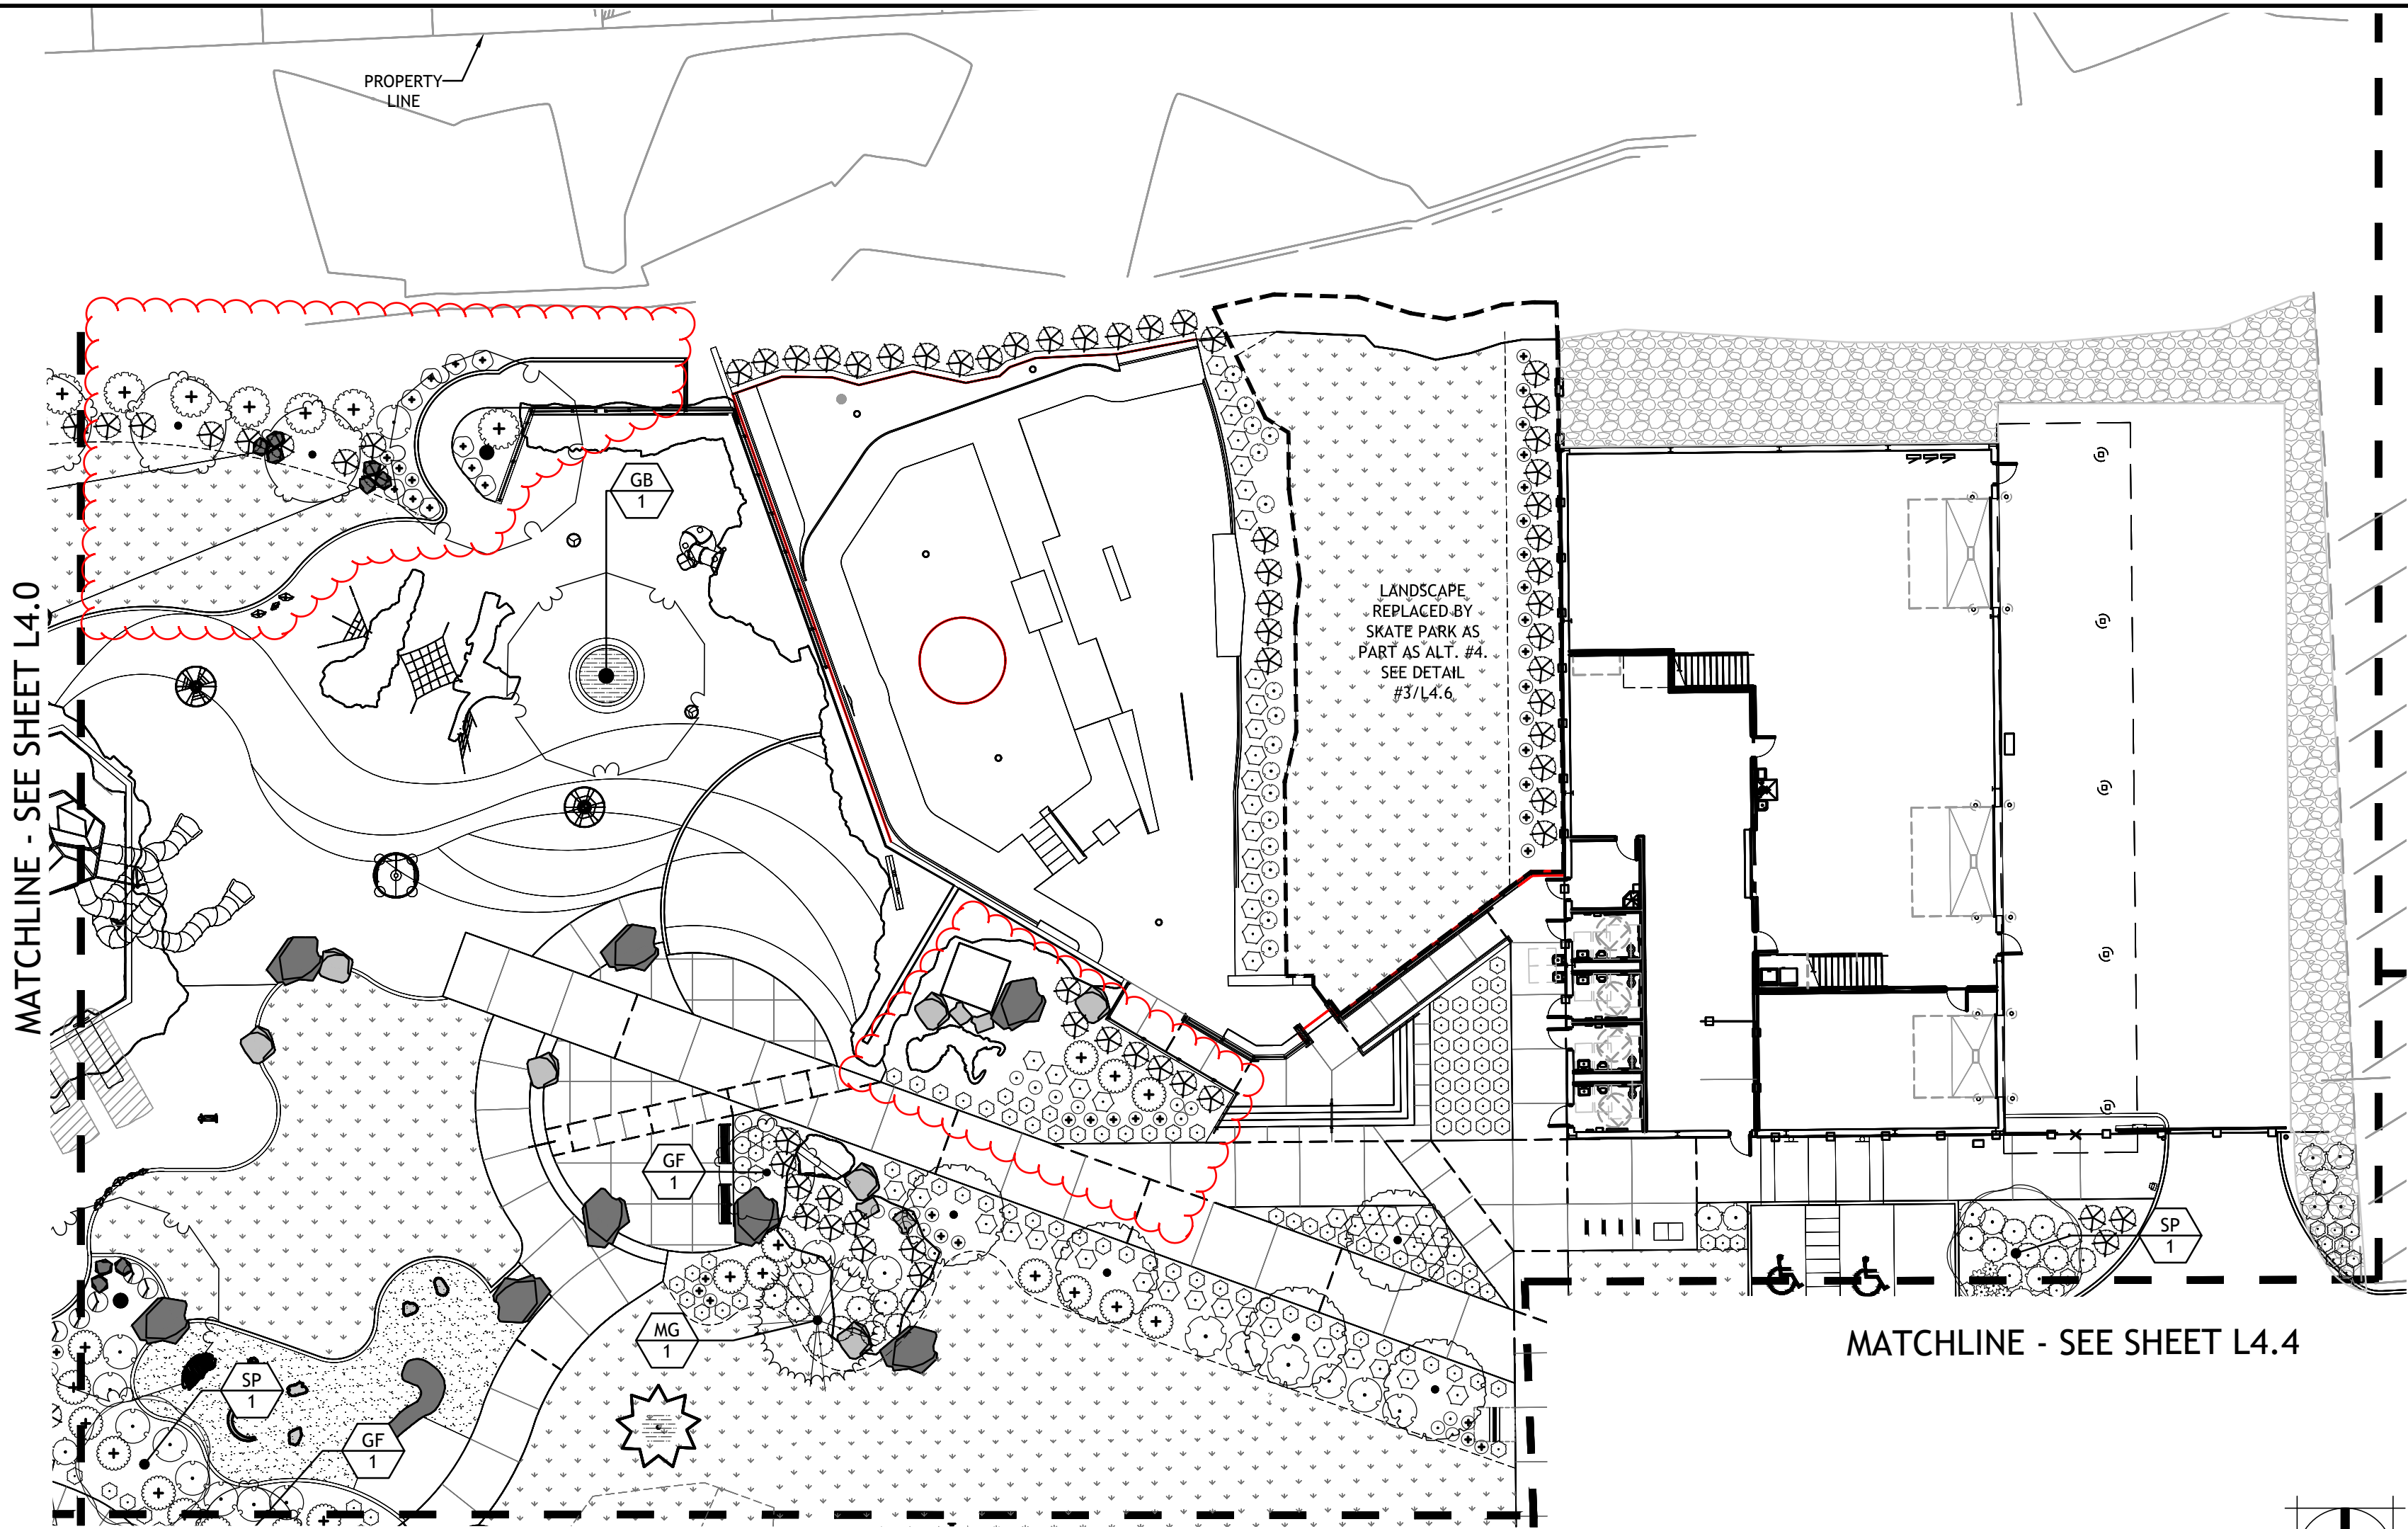 PROPERTY
LINE
GB
1
LANDSCAPE
REPLACED BY
SKATE PARK AS
PART AS ALT. #4.
SEE DETAIL
#3/L4.6
MATCHLINE - SEE SHEET L4.0
GF
1
SP
1
MG
1
MATCHLINE - SEE SHEET L4.4
SP
1
GF
1